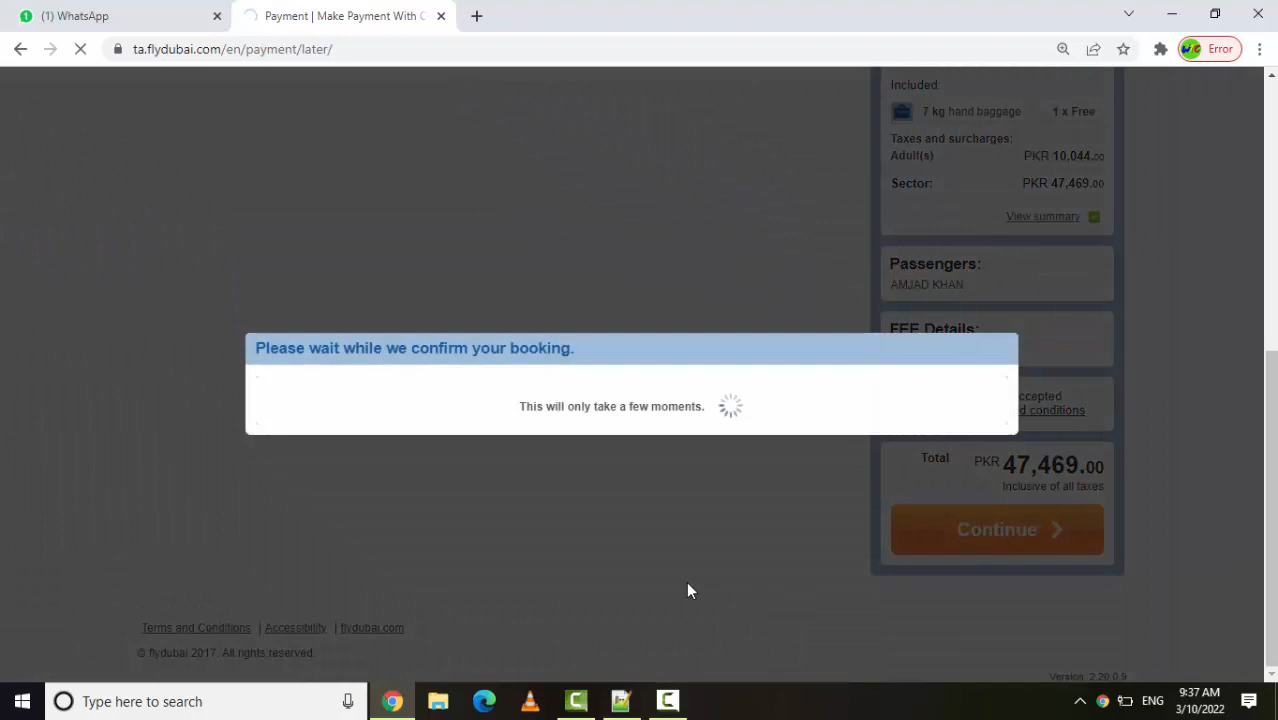 (1) WhatsApp
Payment | Make Payment With C
ta.flydubai.com/en/payment/later/
Error
Included:
7 kg hand baggage 1 x Free
Taxes and surcharges:
Adult(s) PKR 10,044.00
Sector: PKR 47,469.00
View summary
Passengers:
AMJAD KHAN
FEE Details:
Please wait while we confirm your booking.
This will only take a few moments.
ccepted
d conditions
Total PKR 47,469.00
Inclusive of all taxes
Continue
Terms and Conditions | Accessibility | flydubai.com
© flydubai 2017. All rights reserved.
Version: 2.20.0.9
Type here to search
ENG
9:37 AM
3/10/2022